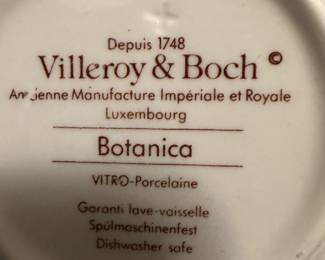 Depuis 1748
Villeroy & Boch ©
Ancienne Manufacture Impériale et Royale
Luxembourg
Botanica
VITRO-Porcelaine
Garanti lave-vaisselle
Spülmaschinenfest
Dishwasher safe